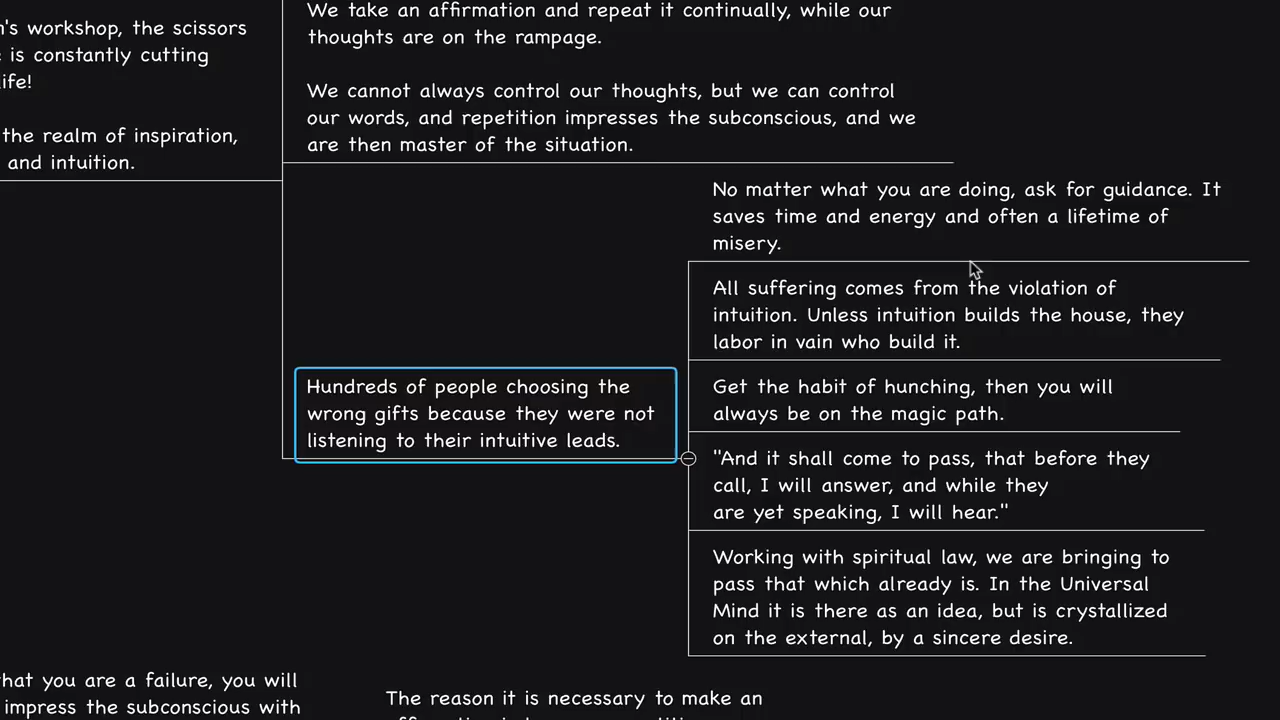 n's workshop, the scissors
is constantly cutting
ife!
the realm of inspiration,
and intuition.
We take an affirmation and repeat it continually, while our
thoughts are on the rampage.
We cannot always control our thoughts, but we can control
our words, and repetition impresses the subconscious, and we
are then master of the situation.
Hundreds of people choosing the
wrong gifts because they were not
listening to their intuitive leads.
No matter what you are doing, ask for guidance. It
saves time and energy and often a lifetime of
misery.
All suffering comes from the violation of
intuition. Unless intuition builds the house, they
labor in vain who build it.
Get the habit of hunching, then you will
always be on the magic path.
"And it shall come to pass, that before they
call, I will answer, and while they
are yet speaking, I will hear."
Working with spiritual law, we are bringing to
pass that which already is. In the Universal
Mind it is there as an idea, but is crystallized
on the external, by a sincere desire.
hat you are a failure, you will
impress the subconscious with
The reason it is necessary to make an